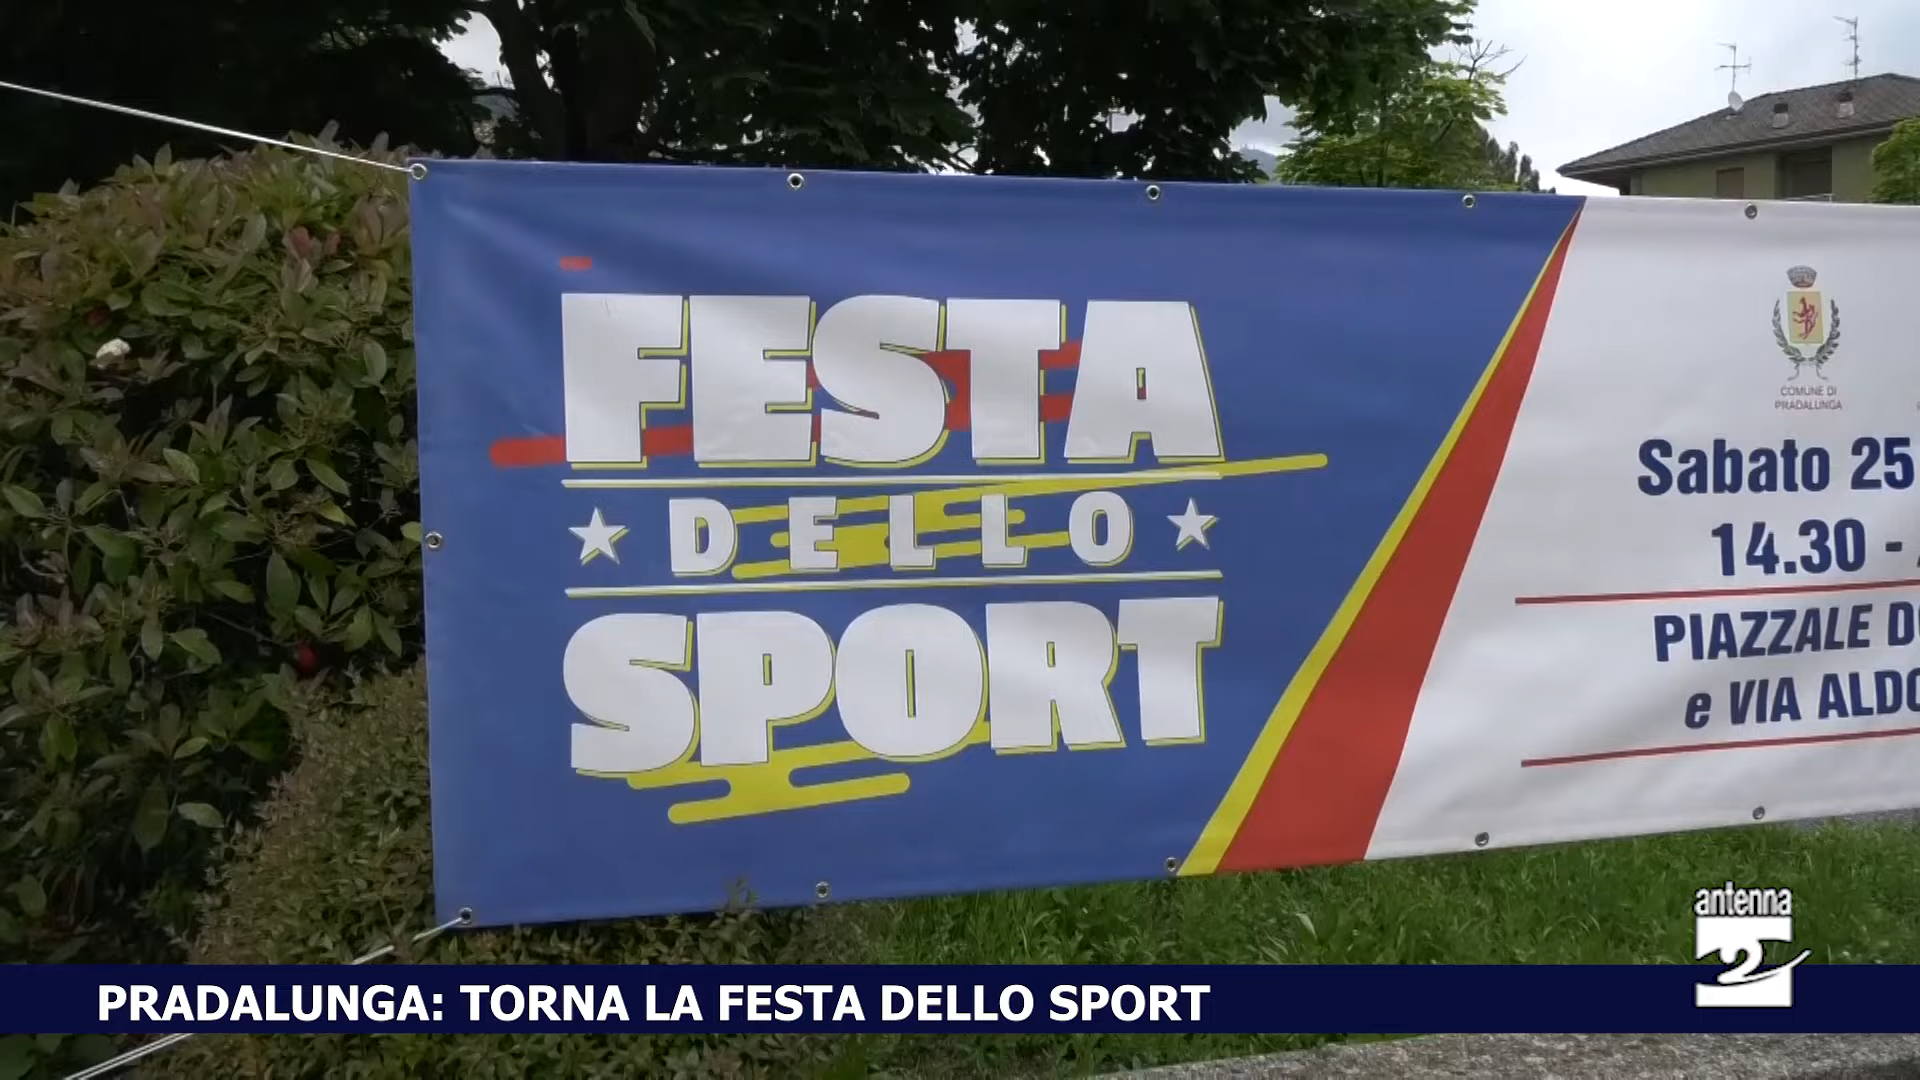 FESTA
DELLO
SPORT
COMUNE DI
PRADALUNGA
Sabato 25
14.30 -
PIAZZALE
e VIA ALDO
antenna
2
PRADALUNGA: TORNA LA FESTA DELLO SPORT